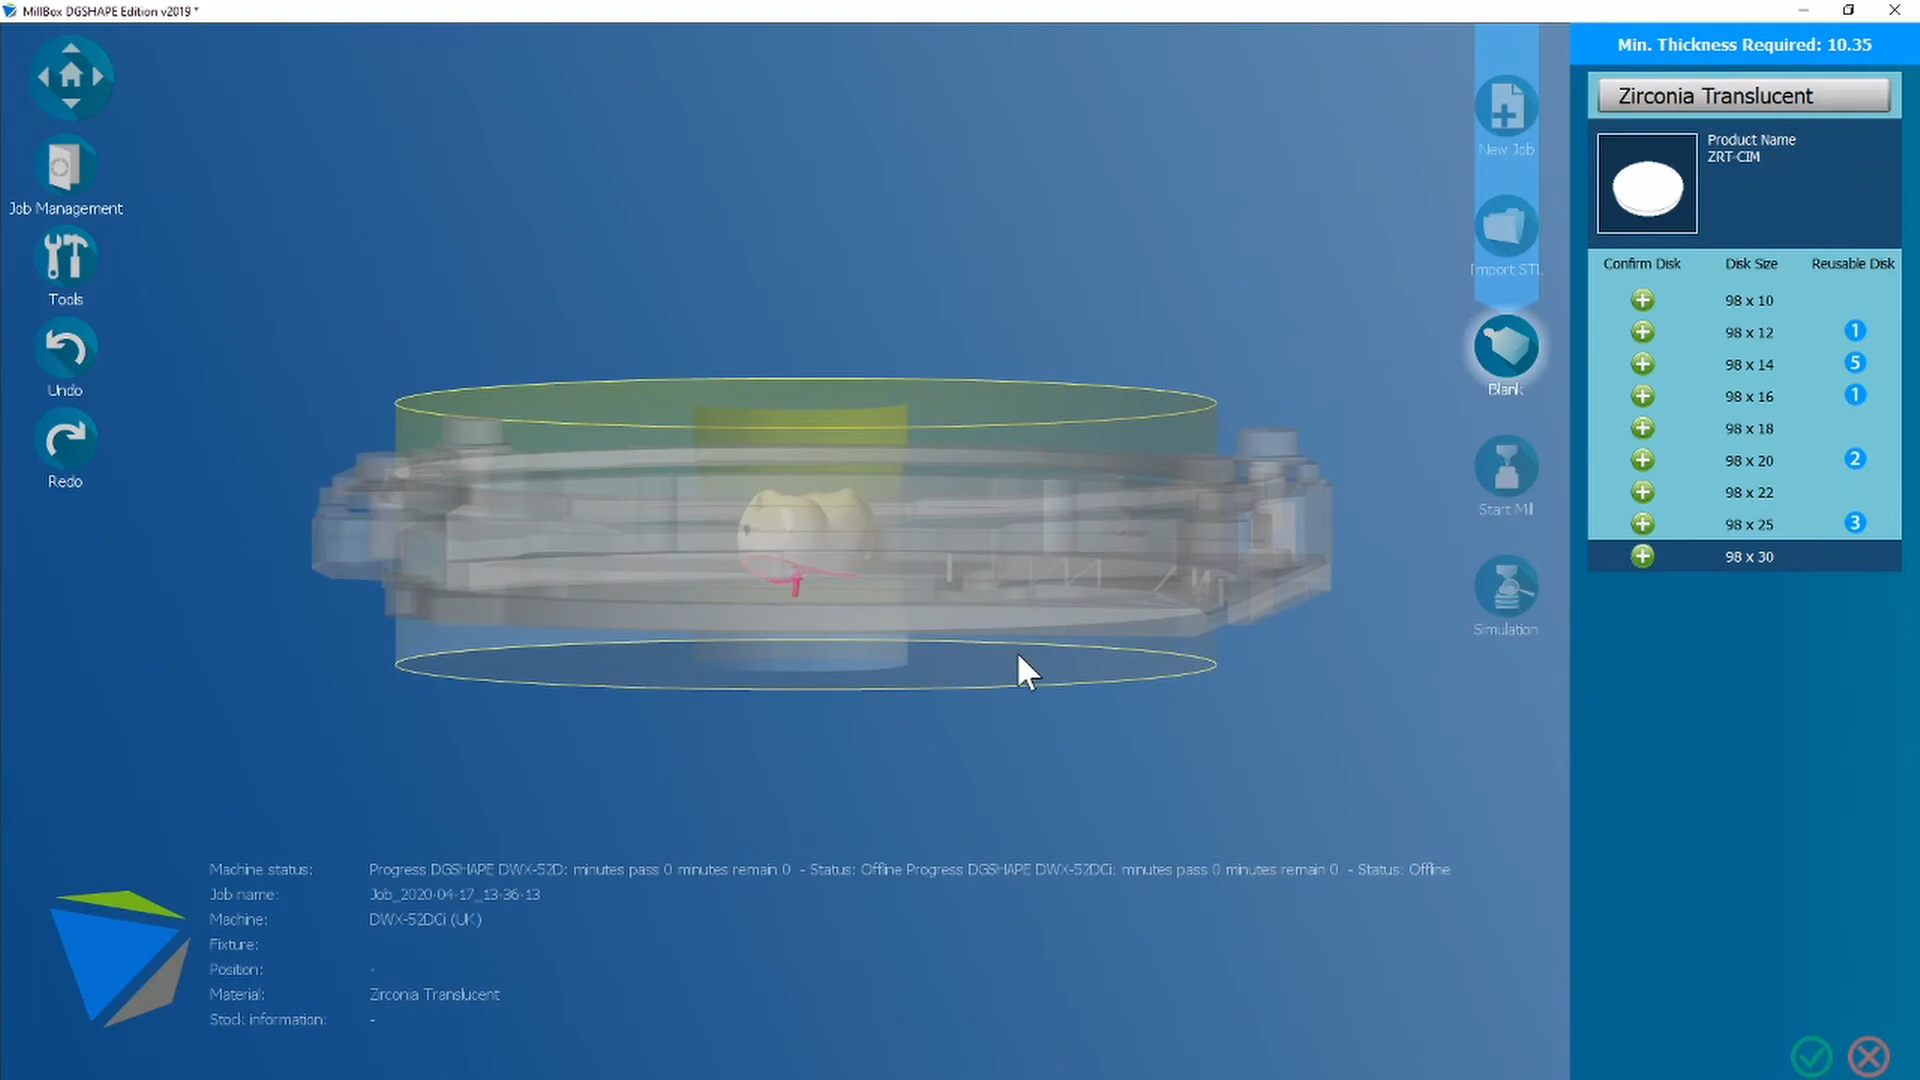 MillBox DGSHAPE Edition v2019 *
Min. Thickness Required: 10.35
Zirconia Translucent
Product Name
ZRT-CIM
Job Management
Tools
Undo
Redo
New Job
Import STL
Blank
Start Mill
Simulation
Confirm Disk Disk Size Reusable Disk
98 x 10
98 x 12 1
98 x 14 5
98 x 16 1
98 x 18
98 x 20 2
98 x 22
98 x 25 3
98 x 30
Machine status: Progress DGSHAPE DWX-52D: minutes pass 0 minutes remain 0 - Status: Offline Progress DGSHAPE DWX-52DCi: minutes pass 0 minutes remain 0 - Status: Offline
Job name: Job_2020-04-17_13-36-13
Machine: DWX-52DCi (UK)
Fixture:
Position: -
Material: Zirconia Translucent
Stock information: -